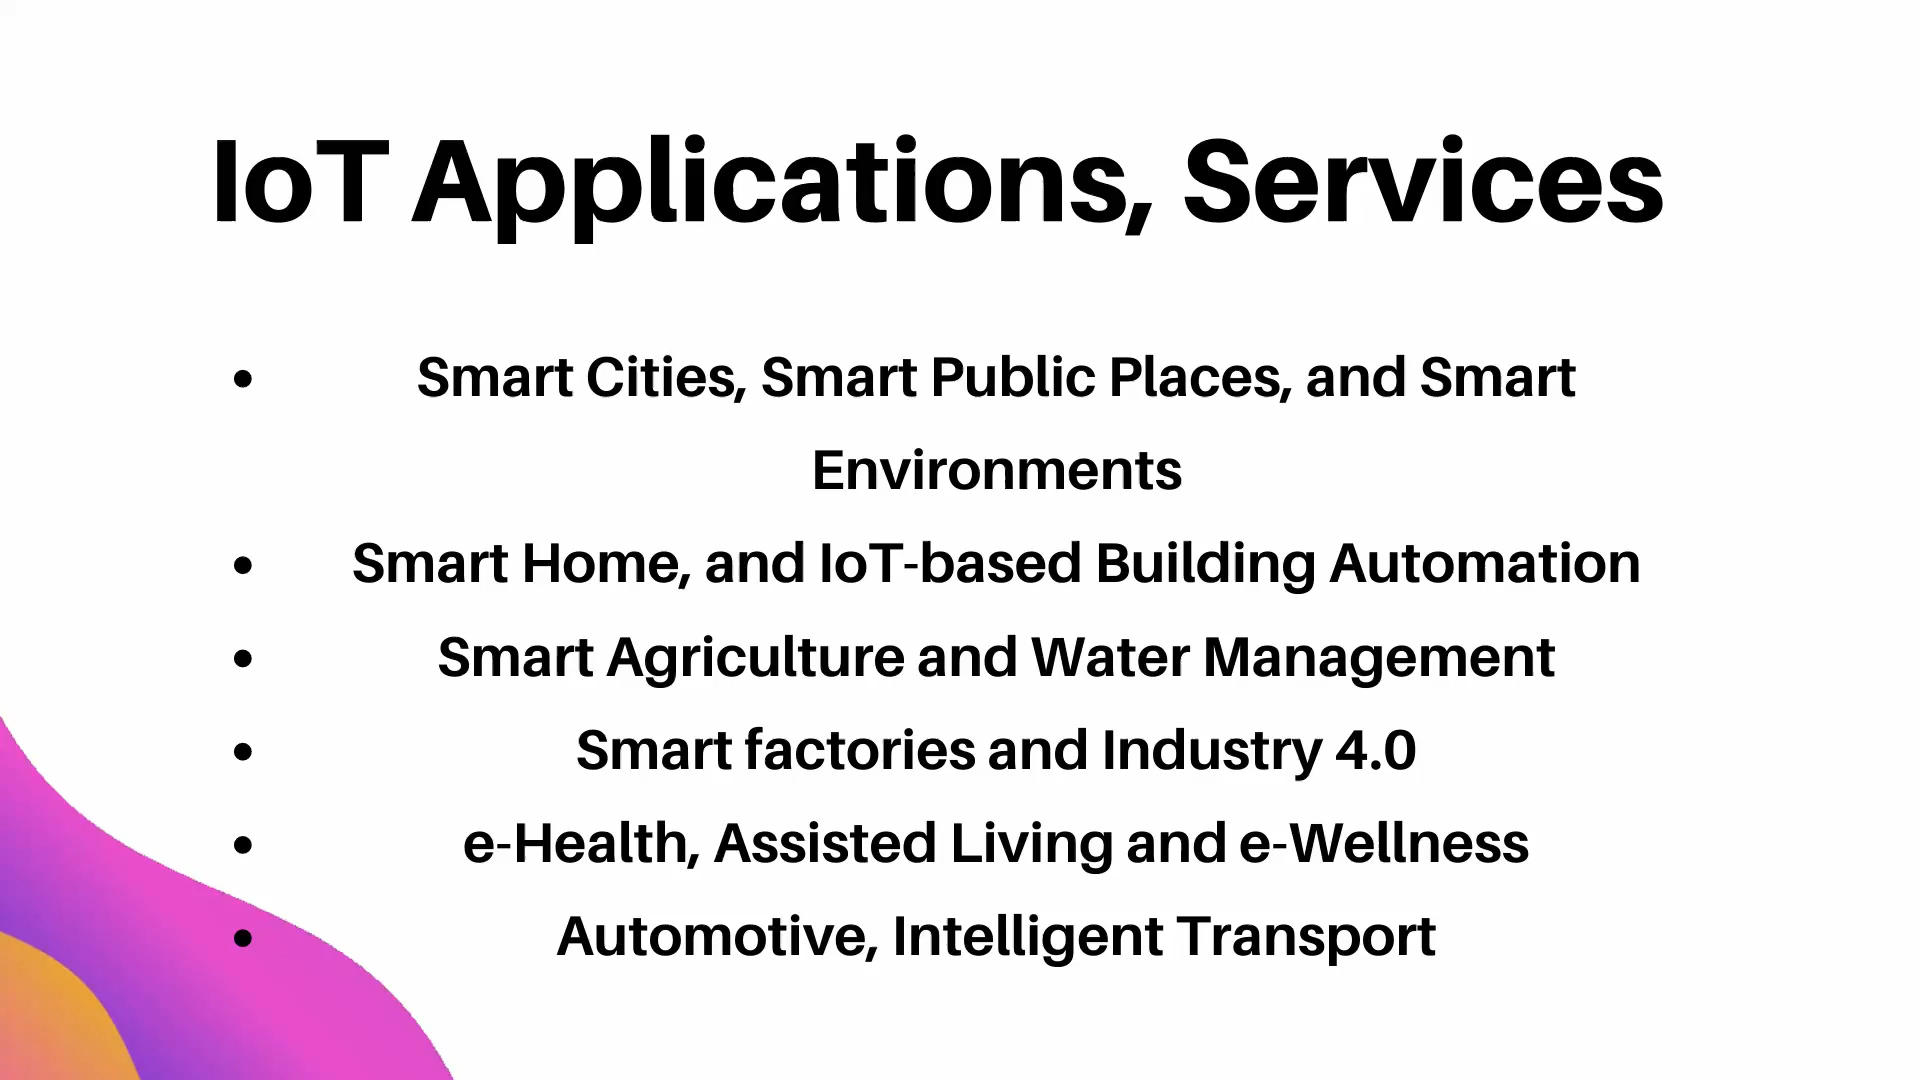 IoT Applications, Services
• Smart Cities, Smart Public Places, and Smart
Environments
• Smart Home, and IoT-based Building Automation
• Smart Agriculture and Water Management
• Smart factories and Industry 4.0
• e-Health, Assisted Living and e-Wellness
• Automotive, Intelligent Transport